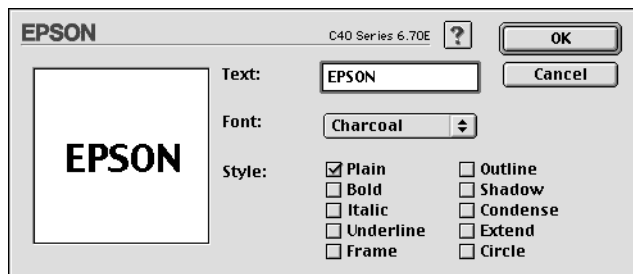 EPSON
C40 Series 6.70E
?
OK
Text:
EPSON
Cancel
Font:
Charcoal
EPSON
Style:
Plain
Outline
Bold
Shadow
Italic
Condense
Underline
Extend
Frame
Circle